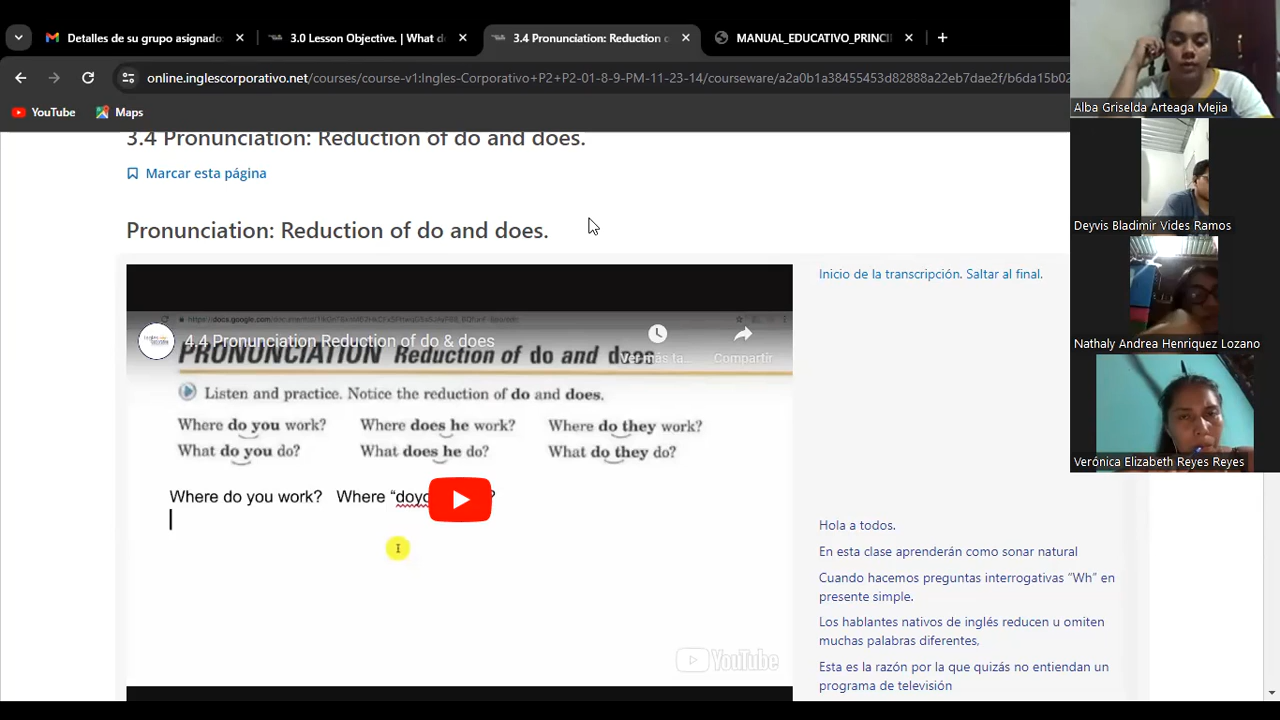 Detalles de su grupo asignado
3.0 Lesson Objective. | What d
3.4 Pronunciation: Reduction o
MANUAL_EDUCATIVO_PRINCI
online.inglescorporativo.net/courses/course-v1:Ingles-Corporativo+P2+P2-01-8-9-PM-11-23-14/courseware/a2a0b1a38455453d82888a22eb7dae2f/b6da15b02
YouTube
Maps
3.4 Pronunciation: Reduction of do and does.
Marcar esta página
Pronunciation: Reduction of do and does.
4.4 Pronunciation Reduction of do & does
Ver más ta...
Compartir
PRONUNCIATION Reduction of do and does
Listen and practice. Notice the reduction of do and does.
Where do you work? Where does he work? Where do they work?
What do you do? What does he do? What do they do?
Where do you work? Where
YouTube
Inicio de la transcripción. Saltar al final.
Hola a todos.
En esta clase aprenderán como sonar natural
Cuando hacemos preguntas interrogativas “Wh” en
presente simple.
Los hablantes nativos de inglés reducen u omiten
muchas palabras diferentes,
Esta es la razón por la que quizás no entiendan un
programa de televisión
Alba Griselda Arteaga Mejia
Deyvis Bladimir Vides Ramos
Nathaly Andrea Henriquez Lozano
Verónica Elizabeth Reyes Reyes